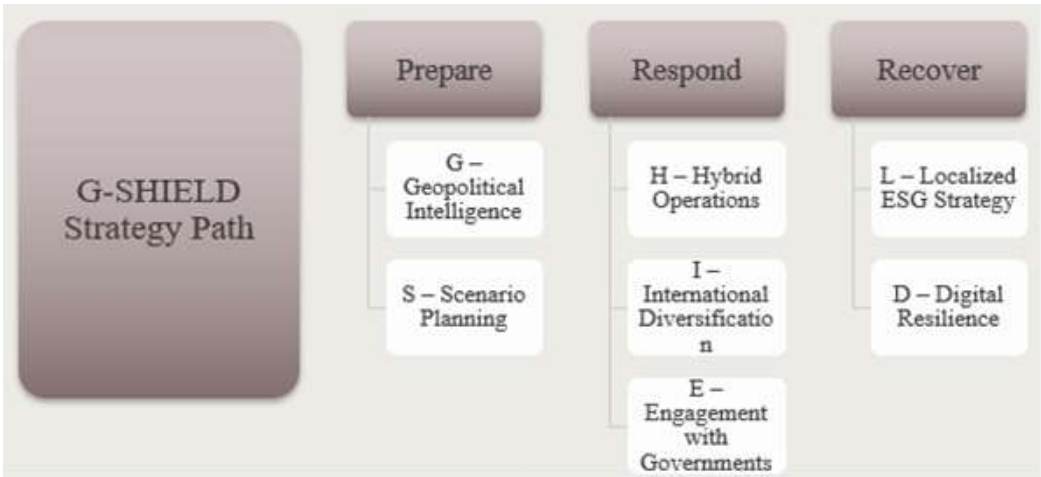 G-SHIELD
Strategy Path
Prepare
G –
Geopolitical
Intelligence
S – Scenario
Planning
Respond
H – Hybrid
Operations
I –
International
Diversificatio
n
E –
Engagement
with
Governments
Recover
L – Localized
ESG Strategy
D – Digital
Resilience